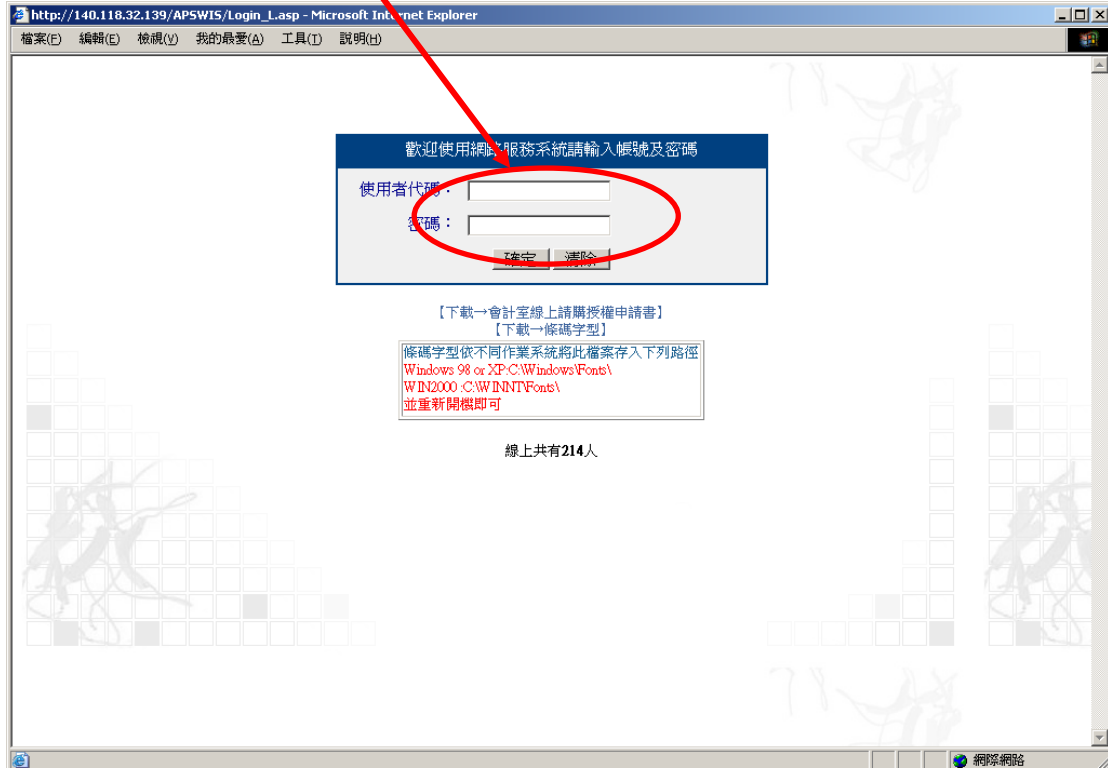 http://140.118.32.139/APSWIS/Login_L.asp - Microsoft Internet Explorer
檔案(F) 編輯(E) 檢視(V) 我的最愛(A) 工具(T) 說明(H)
歡迎使用網路服務系統請輸入帳號及密碼
使用者代碼：
密碼：
確定 清除
【下載→會計室線上請購授權申請書】
【下載→條碼字型】
條碼字型依不同作業系統將此檔案存入下列路徑
Windows 98 or XP:C:\Windows\Fonts\
WIN2000 :C:\WINNT\Fonts\
並重新開機即可
線上共有214人
網際網路